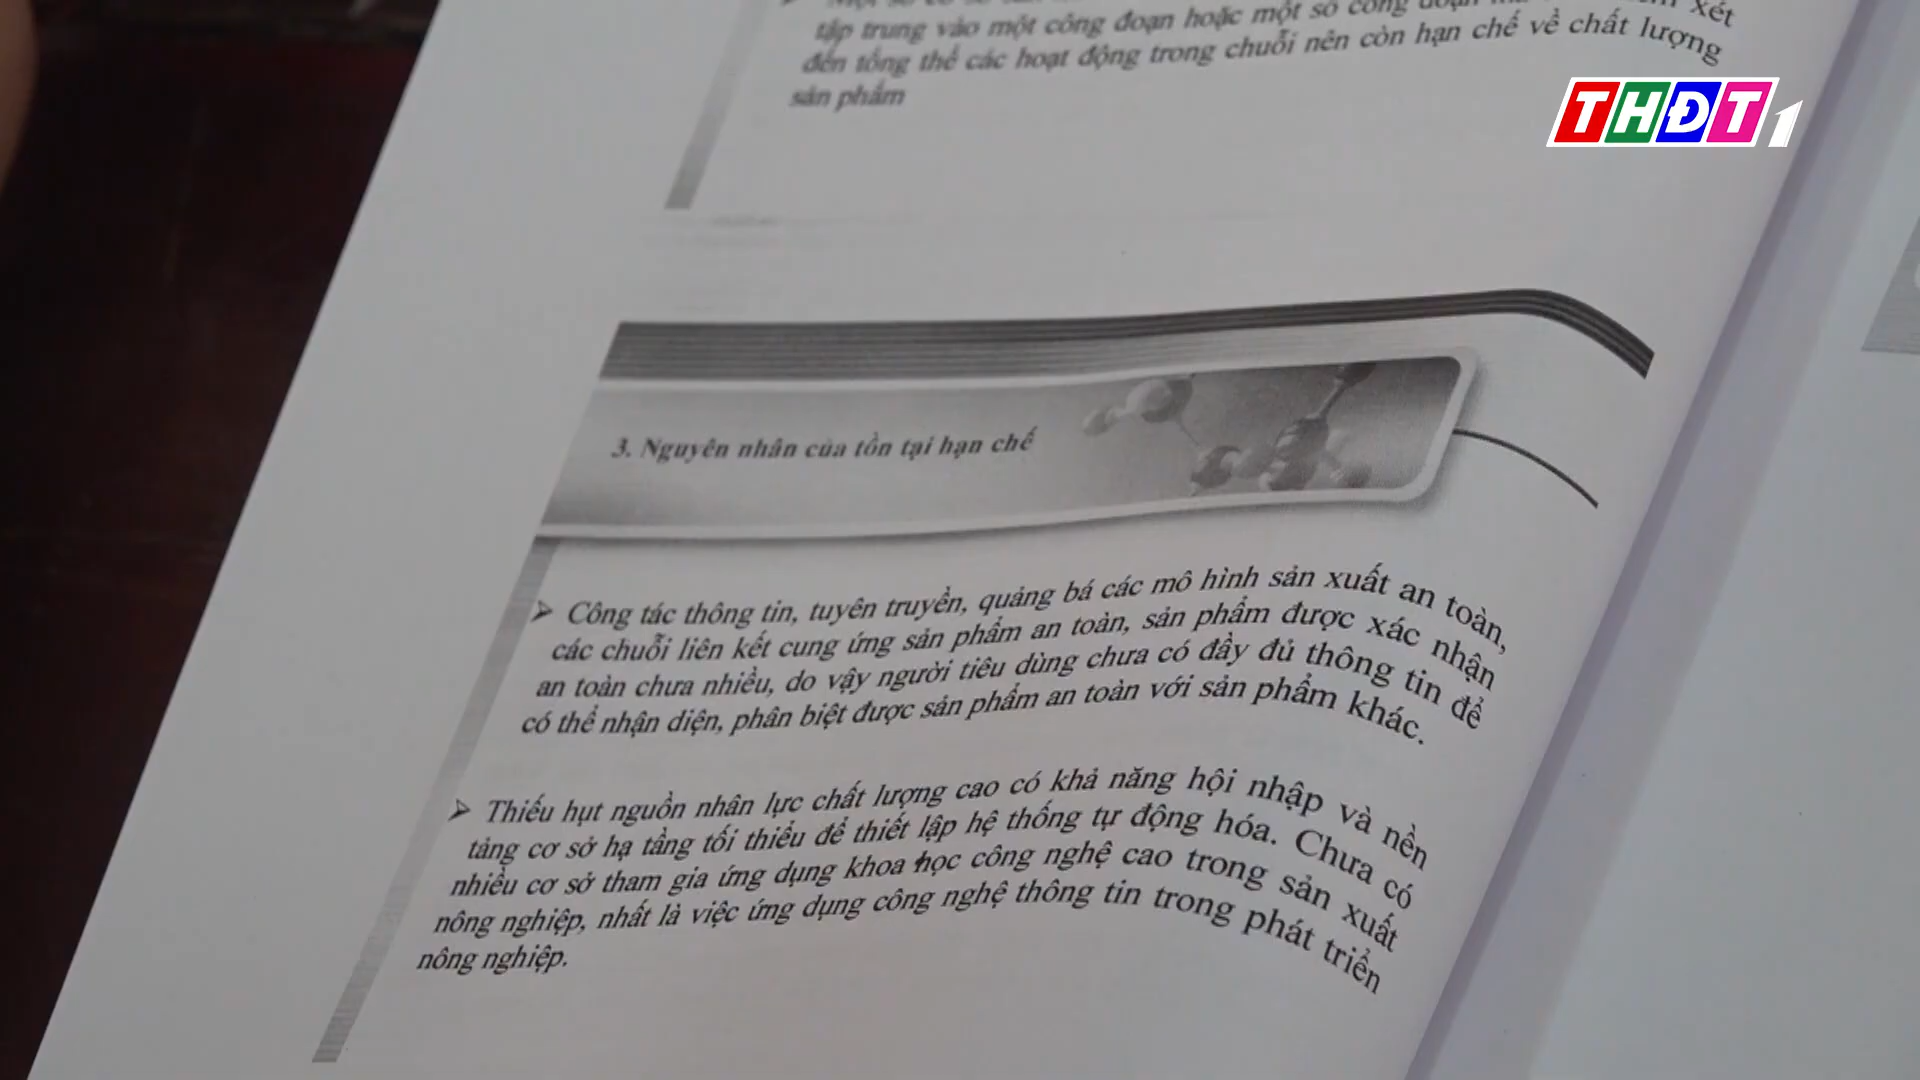 tập trung vào một công đoạn hoặc một số công đoạn xét
đến tổng thể các hoạt động trong chuỗi nên còn hạn chế về chất lượng
sản phẩm
THĐT1
3. Nguyên nhân của tồn tại hạn chế
➢ Công tác thông tin, tuyên truyền, quảng bá các mô hình sản xuất an toàn,
các chuỗi liên kết cung ứng sản phẩm an toàn, sản phẩm được xác nhận
an toàn chưa nhiều, do vậy người tiêu dùng chưa có đầy đủ thông tin để
có thể nhận diện, phân biệt được sản phẩm an toàn với sản phẩm khác.
➢ Thiếu hụt nguồn nhân lực chất lượng cao có khả năng hội nhập và nền
tảng cơ sở hạ tầng tối thiểu để thiết lập hệ thống tự động hóa. Chưa có
nhiều cơ sở tham gia ứng dụng khoa học công nghệ cao trong sản xuất
nông nghiệp, nhất là việc ứng dụng công nghệ thông tin trong phát triển
nông nghiệp.